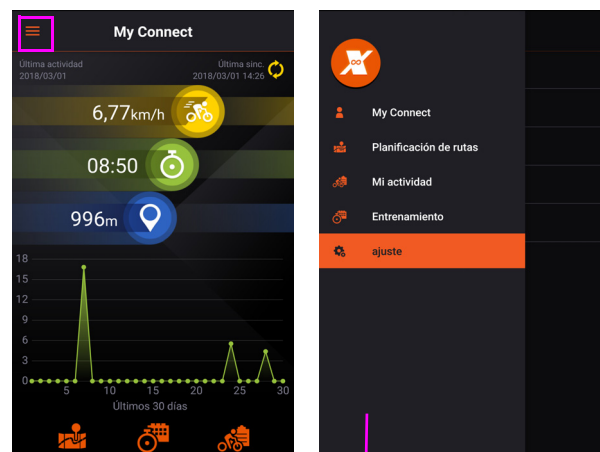 My Connect
Última actividad
2018/03/01
Última sinc.
2018/03/01 14:26
6,77km/h
08:50
996m
18
15
12
9
6
3
0
5 10 15 20 25 30
Últimos 30 días
My Connect
Planificación de rutas
Mi actividad
Entrenamiento
ajuste